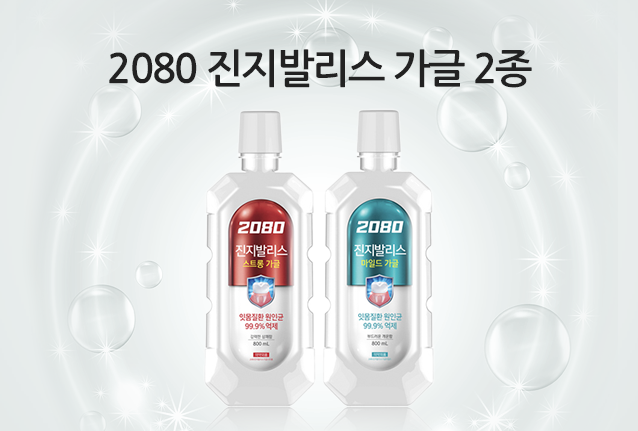 2080 진지발리스 가글 2종
2080
진지발리스
스트롱 가글
잇몸질환 원인균
99.9% 억제
800 mL
2080
진지발리스
마일드 가글
잇몸질환 원인균
99.9% 억제
800 mL